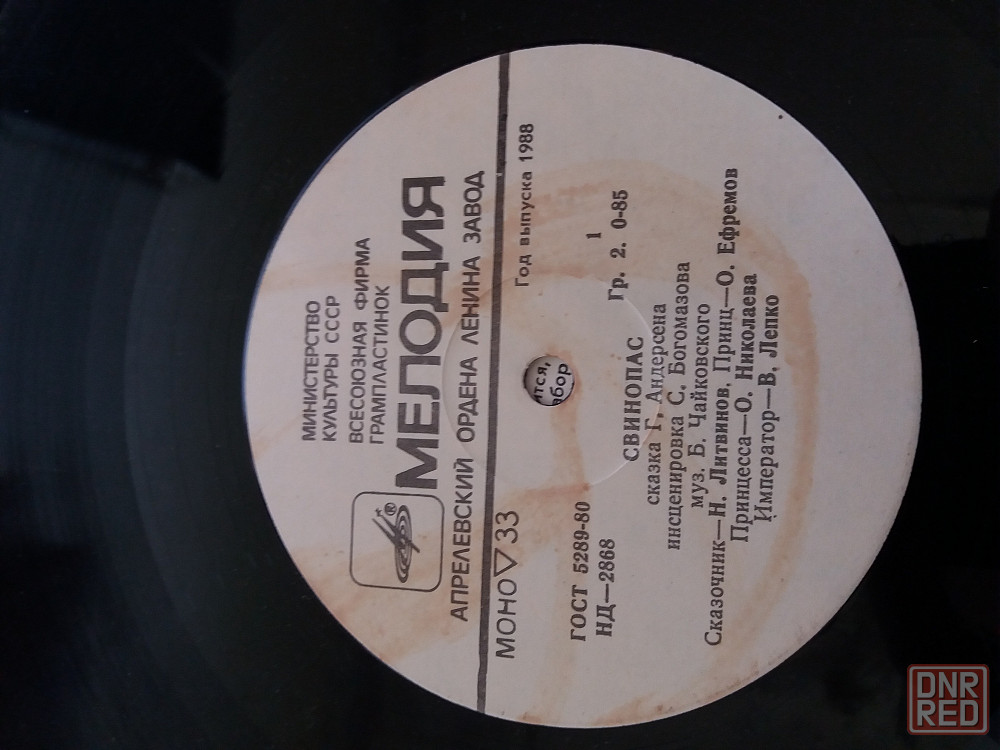 МИНИСТЕРСТВО
КУЛЬТУРЫ СССР
ВСЕСОЮЗНАЯ ФИРМА
ГРАМПЛАСТИНОК
® МЕЛОДИЯ
АПРЕЛЕВСКИЙ ОРДЕНА ЛЕНИНА ЗАВОД
МОНО 33
Год выпуска 1988
ится,
абор
ГОСТ 5289-80
1
НД—2868
Гр. 2. 0-85
СВИНОПАС
сказка Г. Андерсена
инсценировка С. Богомазова
муз. Б. Чайковского
Сказочник—Н. Литвинов, Принц—О. Ефремов
Принцесса—О. Николаева
Император—В. Лепко
DNR
RED